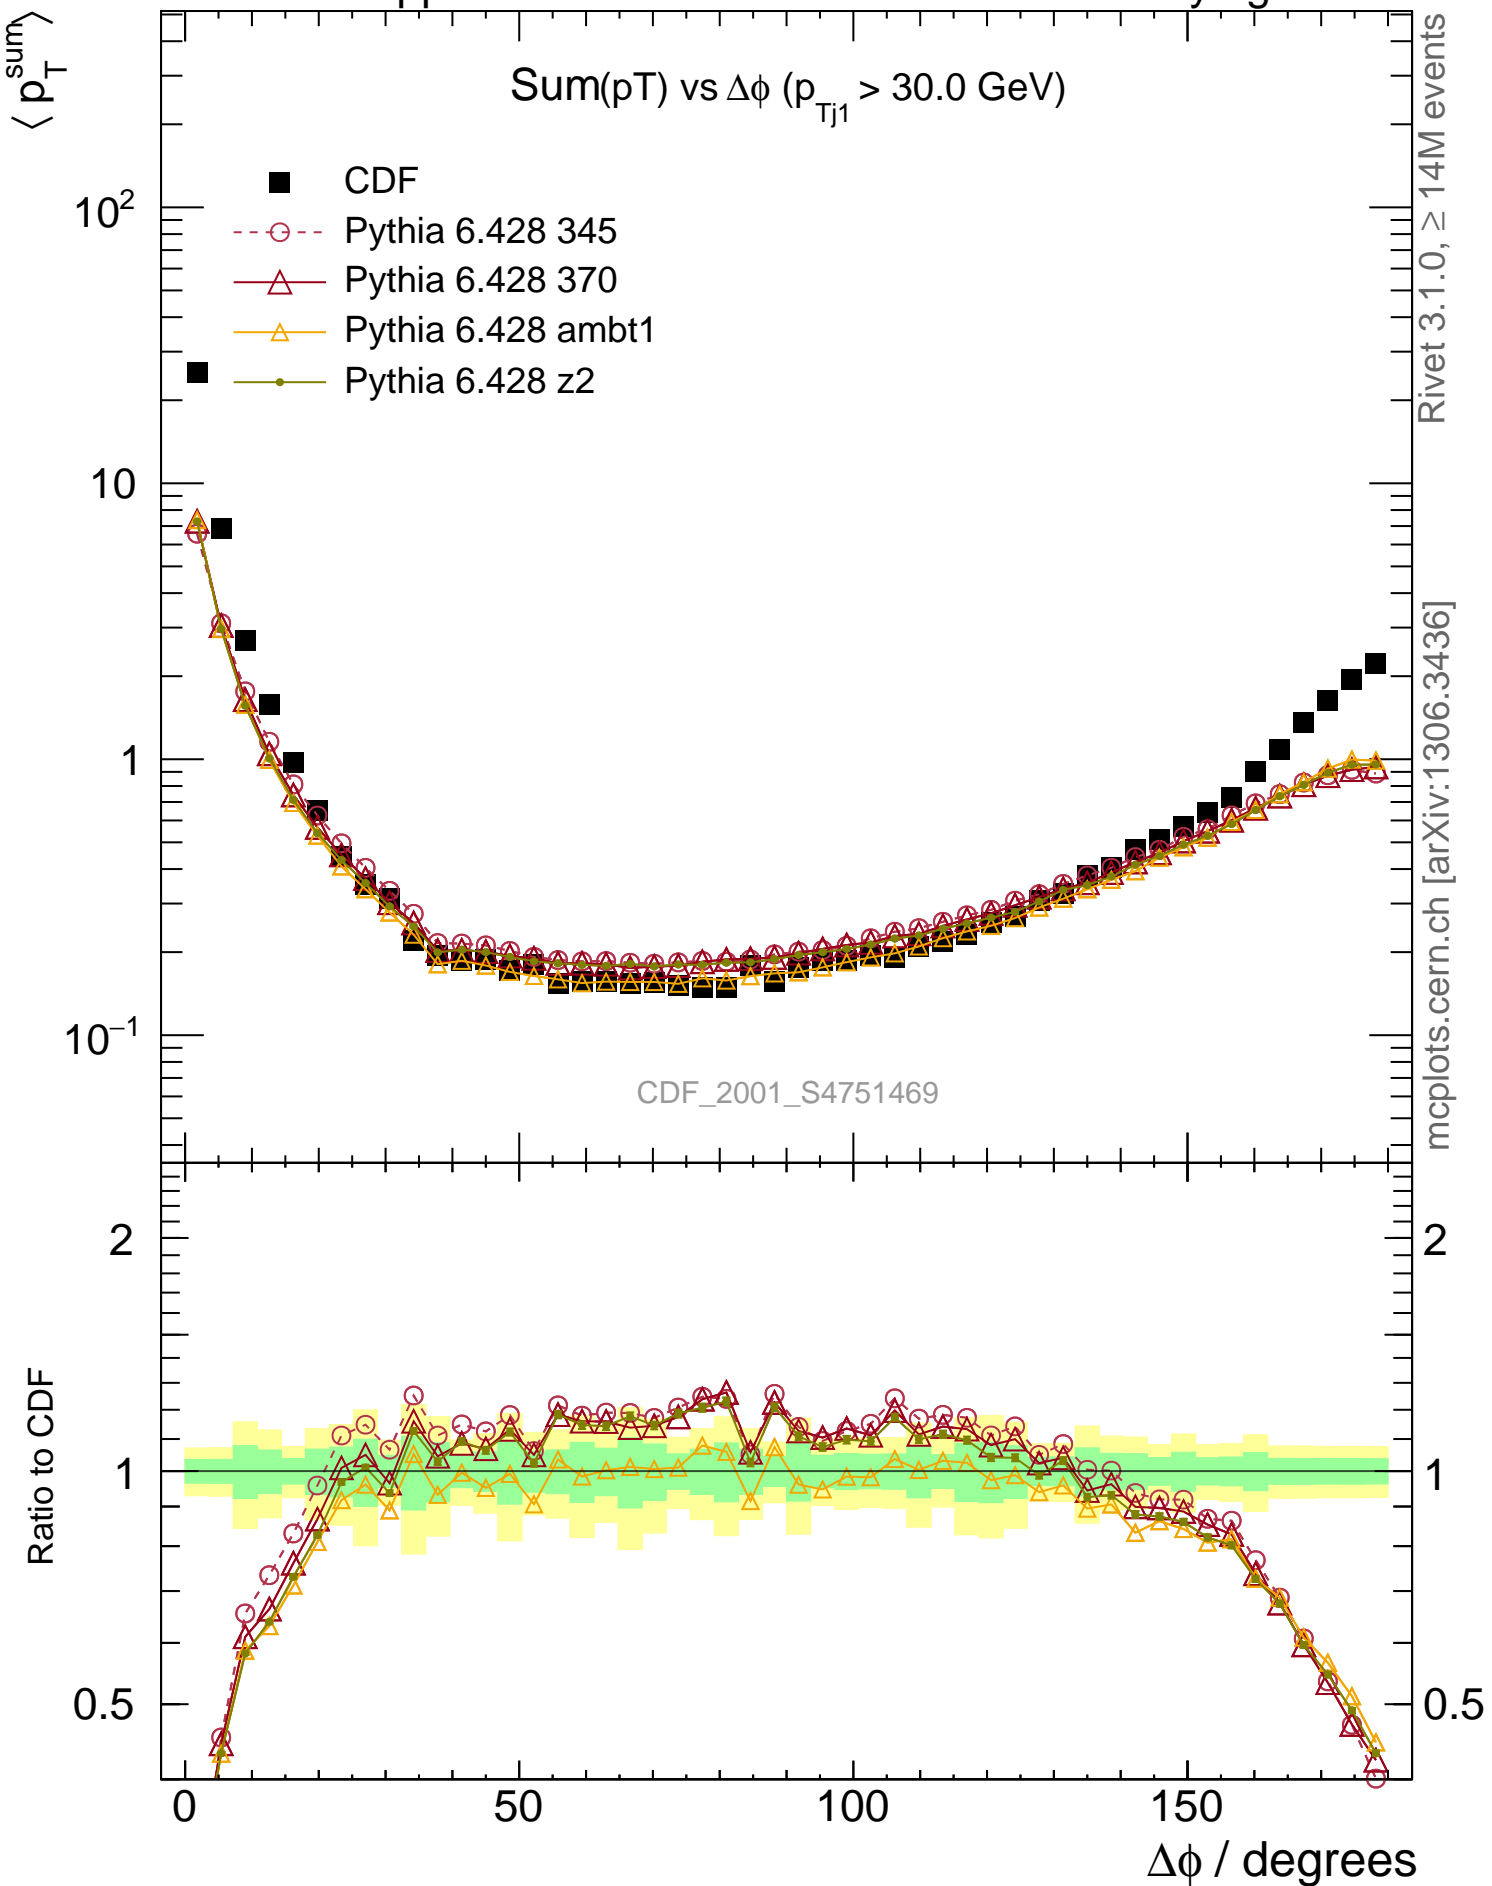 ⟨ p_T^sum ⟩
Sum(pT) vs Δϕ (p_Tj1 > 30.0 GeV)
CDF
Pythia 6.428 345
Pythia 6.428 370
Pythia 6.428 ambt1
Pythia 6.428 z2
10²
10
1
10⁻¹
CDF_2001_S4751469
Rivet 3.1.0, ≥ 14M events
mcplots.cern.ch [arXiv:1306.3436]
Ratio to CDF
2
1
0.5
2
1
0.5
0
50
100
150
Δϕ / degrees